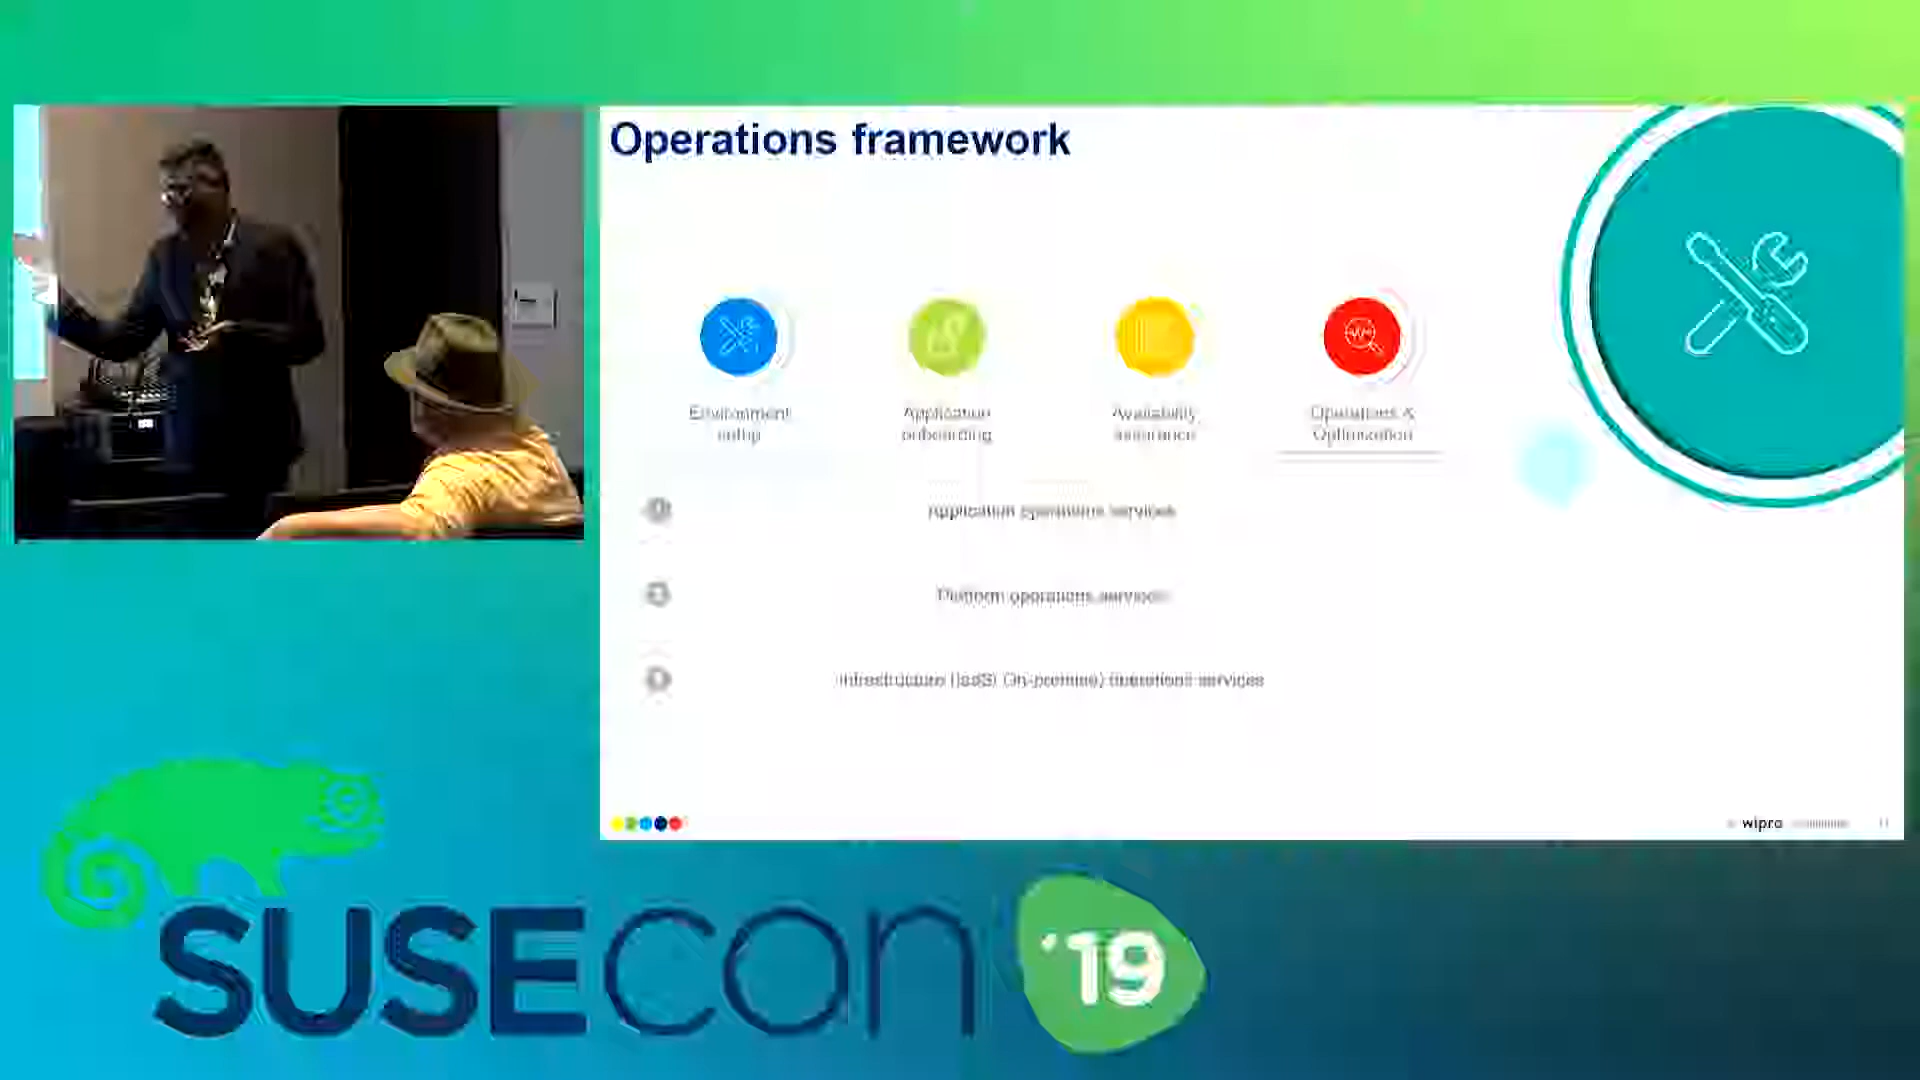 Operations framework
Environment
setup
Application
onboarding
Availability
assurance
Operations &
Optimization
Application operations services
Platform operations services
Infrastructure (IaaS/ On-premise) operations services
wipro
SUSECON '19